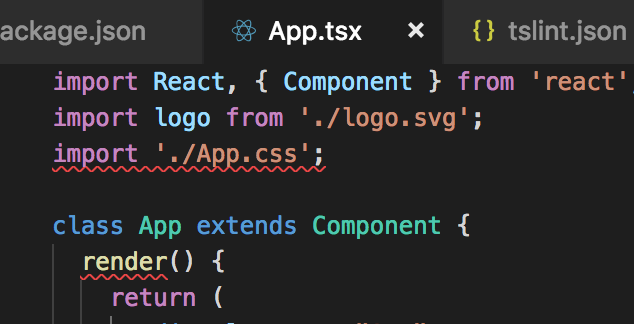 ackage.json App.tsx × { } tslint.json
import React, { Component } from 'react'
import logo from './logo.svg';
import './App.css';
class App extends Component {
render() {
return (